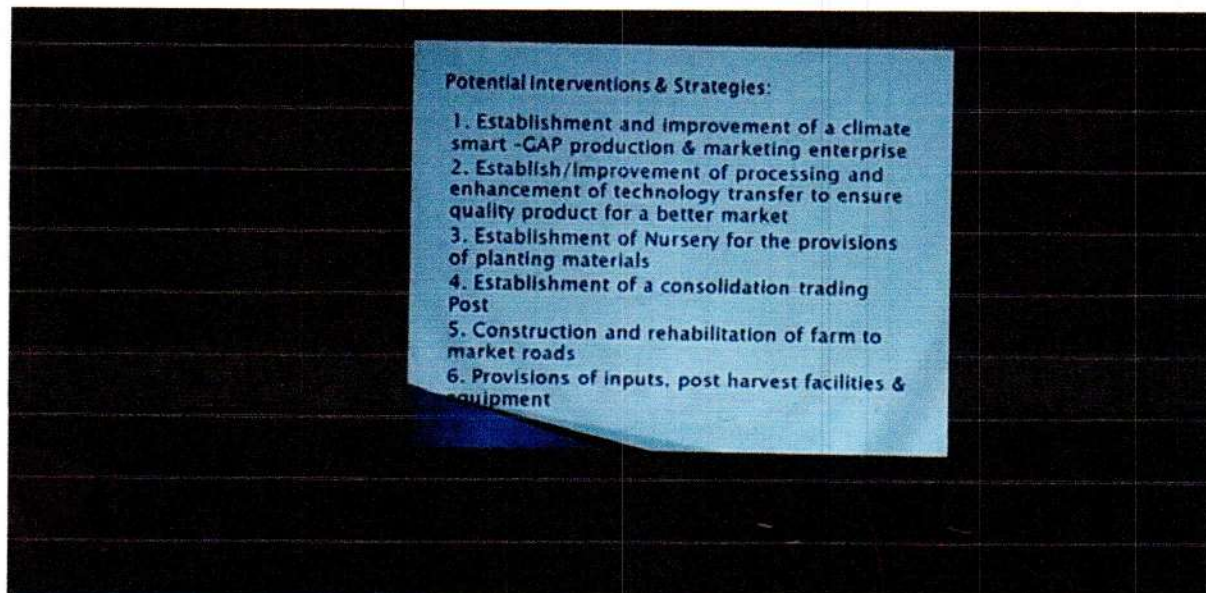 Potential Interventions & Strategies:
1. Establishment and improvement of a climate
smart -GAP production & marketing enterprise
2. Establish/Improvement of processing and
enhancement of technology transfer to ensure
quality product for a better market
3. Establishment of Nursery for the provisions
of planting materials
4. Establishment of a consolidation trading
Post
5. Construction and rehabilitation of farm to
market roads
6. Provisions of inputs, post harvest facilities &
equipment